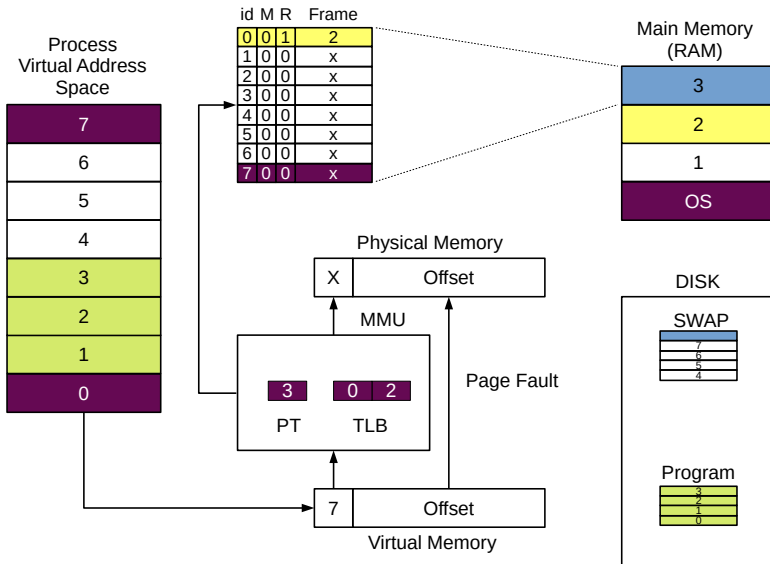 id M R Frame
0 0 1 2
1 0 0 x
2 0 0 x
3 0 0 x
4 0 0 x
5 0 0 x
6 0 0 x
7 0 0 x
Process
Virtual Address
Space
7
6
5
4
3
2
1
0
Main Memory
(RAM)
3
2
1
OS
Physical Memory
X Offset
MMU
3
0 2
PT TLB
Page Fault
7 Offset
Virtual Memory
DISK
SWAP
7
6
5
4
Program
3
2
1
0